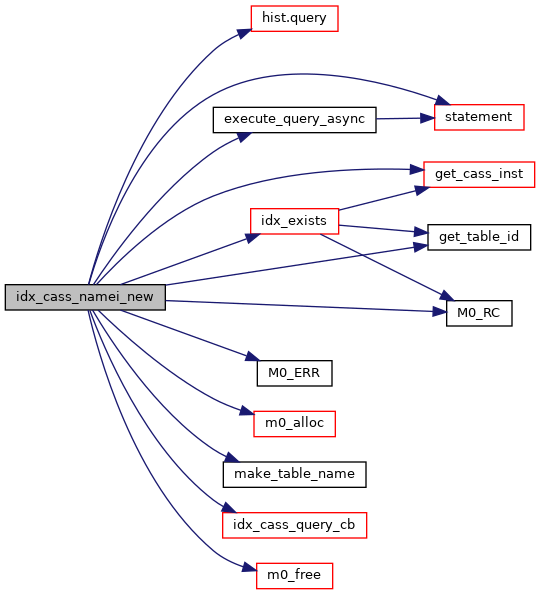 hist.query
execute_query_async
statement
get_cass_inst
idx_exists
get_table_id
idx_cass_namei_new
M0_RC
M0_ERR
m0_alloc
make_table_name
idx_cass_query_cb
m0_free